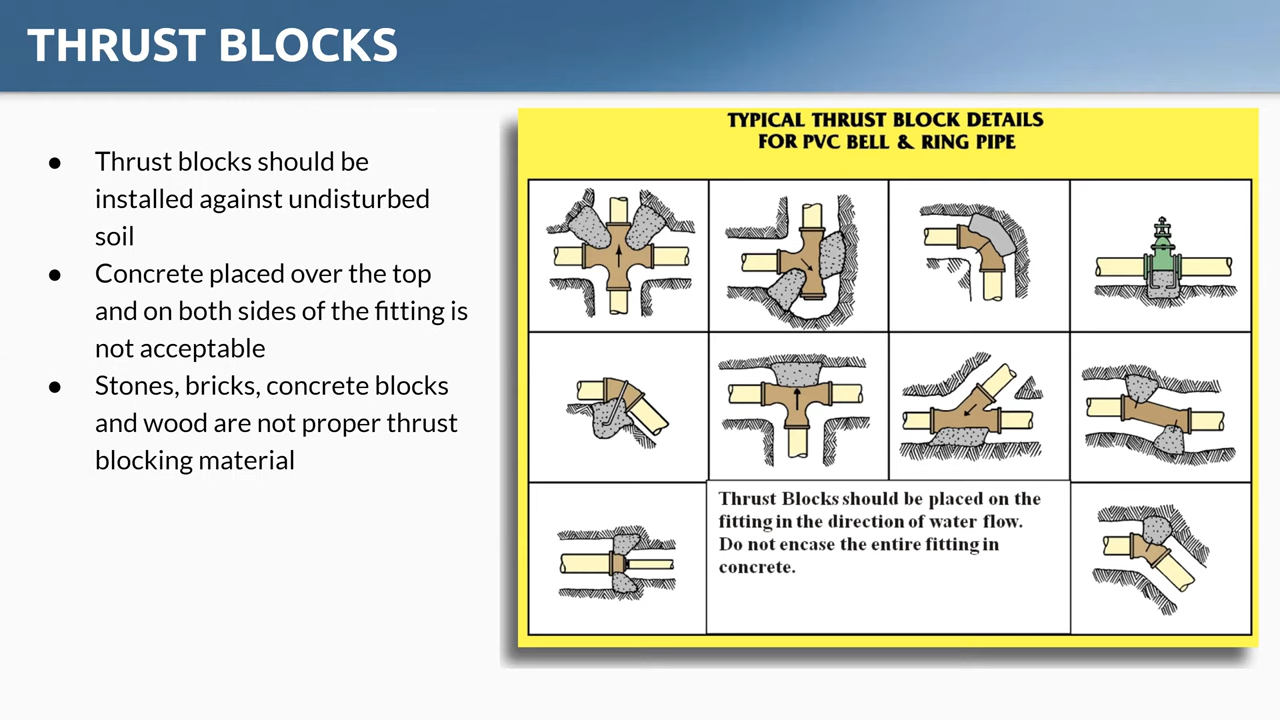 THRUST BLOCKS
● Thrust blocks should be
installed against undisturbed
soil
● Concrete placed over the top
and on both sides of the fitting is
not acceptable
● Stones, bricks, concrete blocks
and wood are not proper thrust
blocking material
TYPICAL THRUST BLOCK DETAILS
FOR PVC BELL & RING PIPE
Thrust Blocks should be placed on the
fitting in the direction of water flow.
Do not encase the entire fitting in
concrete.